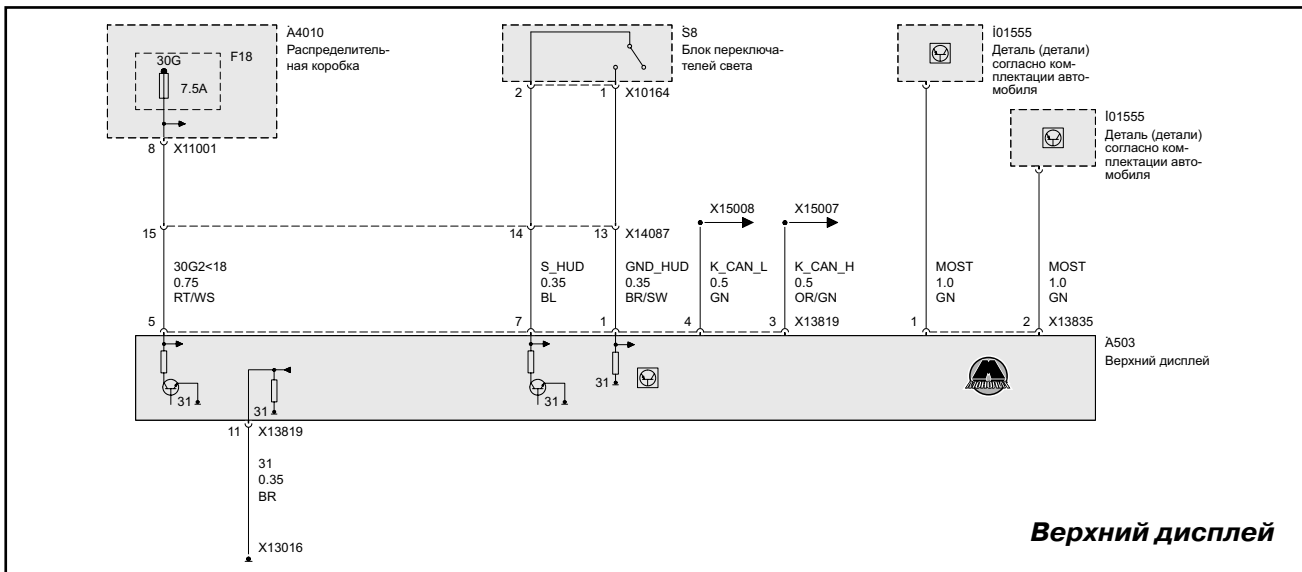 A4010
Распределитель-
ная коробка
30G
F18
7.5A
8 X11001
S8
Блок переключа-
телей света
2 1 X10164
I01555
Деталь (детали)
согласно ком-
плектации авто-
мобиля
I01555
Деталь (детали)
согласно ком-
плектации авто-
мобиля
X15008 X15007
15 14 13 X14087
30G2<18
0.75
RT/WS
S_HUD
0.35
BL
GND_HUD
0.35
BR/SW
K_CAN_L
0.5
GN
K_CAN_H
0.5
OR/GN
MOST
1.0
GN
MOST
1.0
GN
5 7 1 4 3 X13819 1 2 X13835
A503
Верхний дисплей
31 31 31 31
11 X13819
31
0.35
BR
X13016
Верхний дисплей